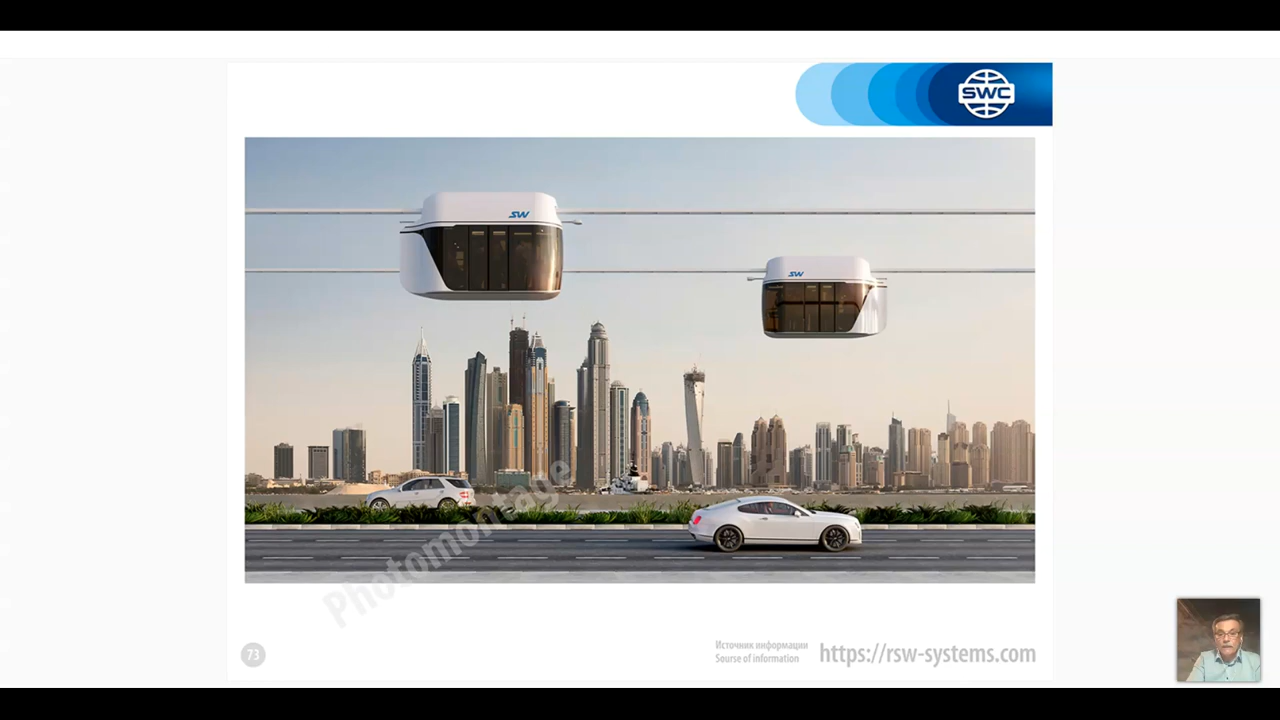 SWC
SW
SW
Photomontage
73
Источник информации
Sourse of information
https://rsw-systems.com